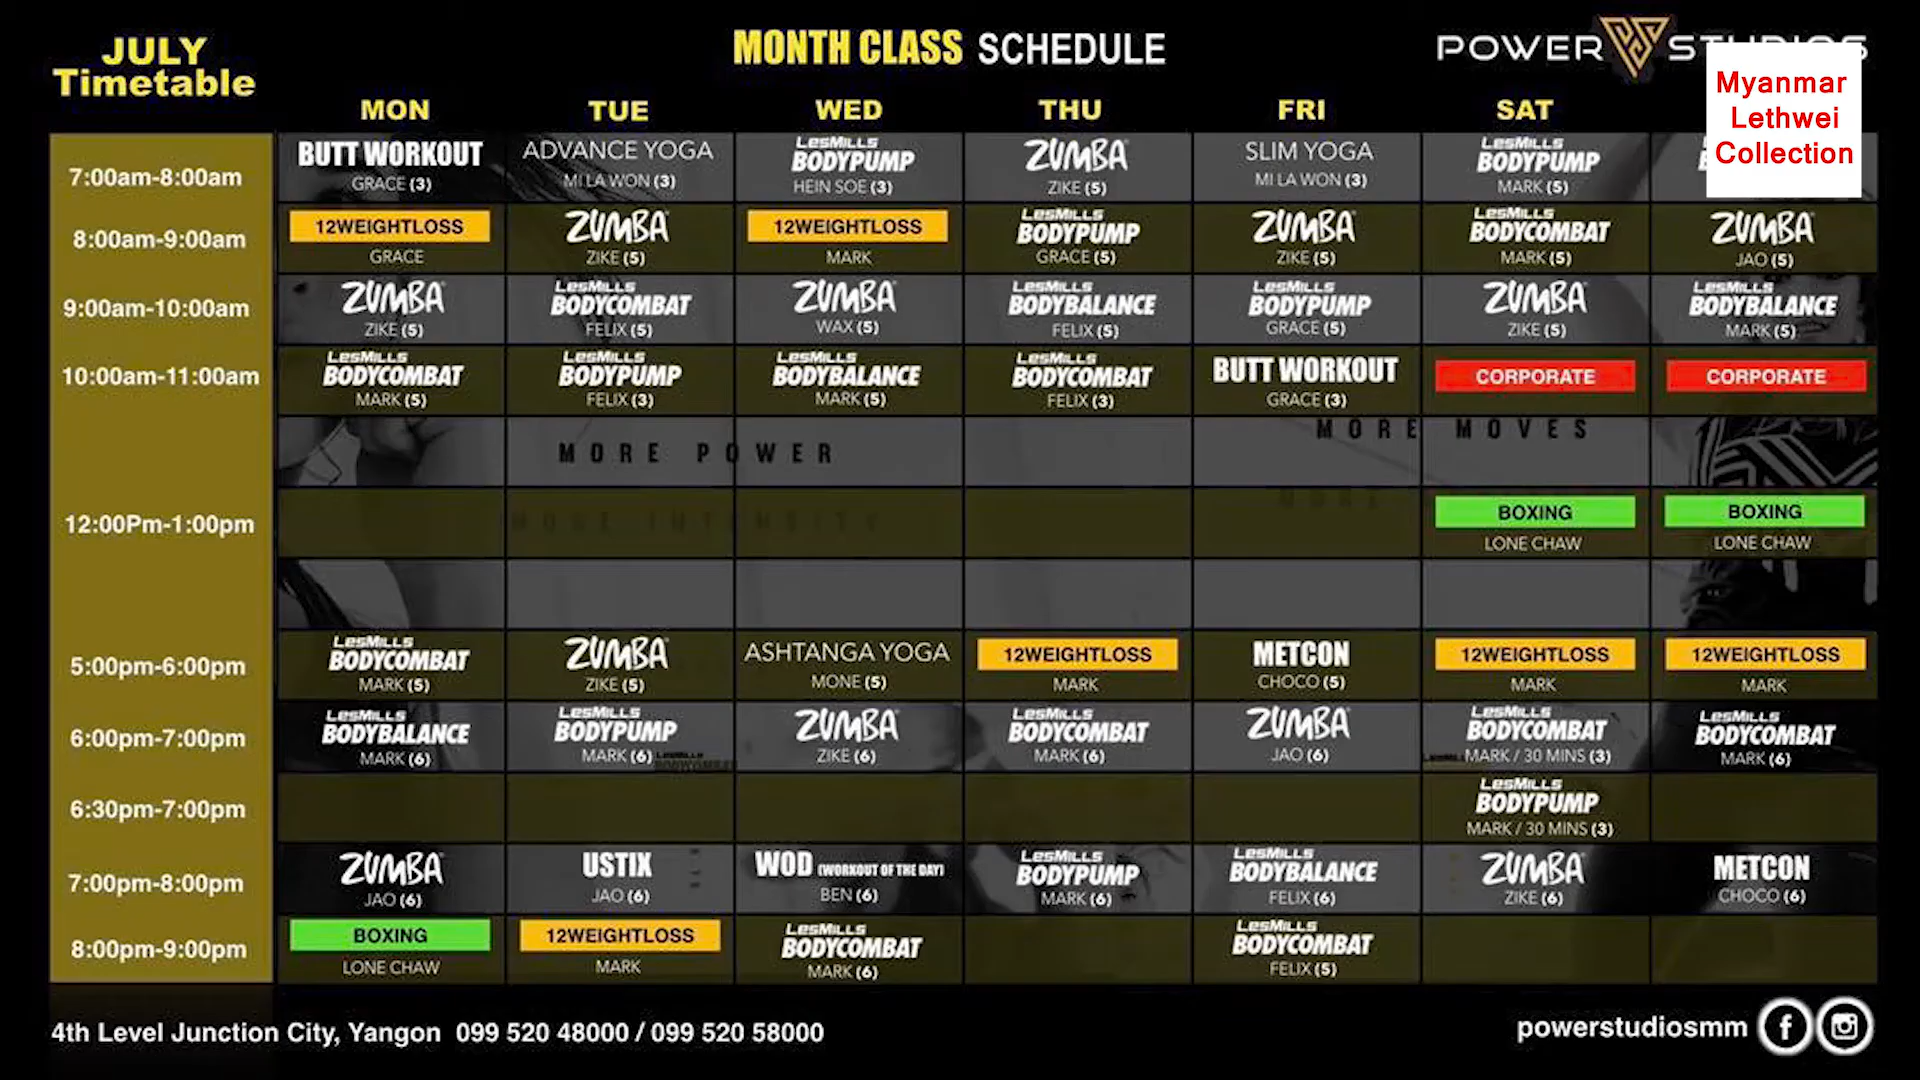 JULY
Timetable
MONTH CLASS SCHEDULE
POWER STUDIOS
Myanmar
Lethwei
Collection
MON TUE WED THU FRI SAT
7:00am-8:00am
BUTT WORKOUT
GRACE (3)
ADVANCE YOGA
MI LA WON (3)
LesMILLS
BODYPUMP
HEIN SOE (3)
ZUMBA
ZIKE (5)
SLIM YOGA
MI LA WON (3)
LesMILLS
BODYPUMP
MARK (5)
8:00am-9:00am
12WEIGHTLOSS
GRACE
ZUMBA
ZIKE (5)
12WEIGHTLOSS
MARK
LesMILLS
BODYPUMP
GRACE (5)
ZUMBA
ZIKE (5)
LesMILLS
BODYCOMBAT
MARK (5)
ZUMBA
JAO (5)
9:00am-10:00am
ZUMBA
ZIKE (5)
LesMILLS
BODYCOMBAT
FELIX (5)
ZUMBA
WAX (5)
LesMILLS
BODYBALANCE
FELIX (5)
LesMILLS
BODYPUMP
GRACE (5)
ZUMBA
ZIKE (5)
LesMILLS
BODYBALANCE
MARK (5)
10:00am-11:00am
LesMILLS
BODYCOMBAT
MARK (5)
LesMILLS
BODYPUMP
FELIX (3)
LesMILLS
BODYBALANCE
MARK (5)
LesMILLS
BODYCOMBAT
FELIX (3)
BUTT WORKOUT
GRACE (3)
CORPORATE
CORPORATE
MORE POWER
MORE MOVES
12:00Pm-1:00pm
MORE INTENSITY
MORE
BOXING
LONE CHAW
BOXING
LONE CHAW
5:00pm-6:00pm
LesMILLS
BODYCOMBAT
MARK (5)
ZUMBA
ZIKE (5)
ASHTANGA YOGA
MONE (5)
12WEIGHTLOSS
MARK
METCON
CHOCO (5)
12WEIGHTLOSS
MARK
12WEIGHTLOSS
MARK
6:00pm-7:00pm
LesMILLS
BODYBALANCE
MARK (6)
LesMILLS
BODYPUMP
MARK (6)
LesMILLS
BODYCOMBAT
ZUMBA
ZIKE (6)
LesMILLS
BODYCOMBAT
MARK (6)
ZUMBA
JAO (6)
LesMILLS
BODYCOMBAT
MARK / 30 MINS (3)
LesMILLS
BODYCOMBAT
MARK (6)
6:30pm-7:00pm
LesMILLS
BODYPUMP
MARK / 30 MINS (3)
7:00pm-8:00pm
ZUMBA
JAO (6)
USTIX
JAO (6)
WOD (WORKOUT OF THE DAY)
BEN (6)
LesMILLS
BODYPUMP
MARK (6)
LesMILLS
BODYBALANCE
FELIX (6)
ZUMBA
ZIKE (6)
METCON
CHOCO (6)
8:00pm-9:00pm
BOXING
LONE CHAW
12WEIGHTLOSS
MARK
LesMILLS
BODYCOMBAT
MARK (6)
LesMILLS
BODYCOMBAT
FELIX (5)
4th Level Junction City, Yangon 099 520 48000 / 099 520 58000
powerstudiosmm